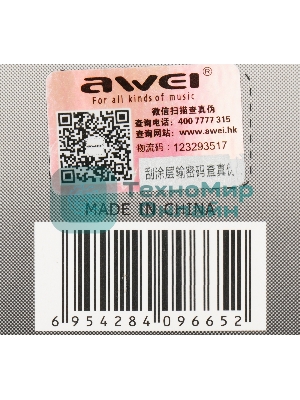 awei®
For all kinds of music
微信扫描查真伪
查询电话：400 7777 315
查询网站：www.awei.hk
物流码：123293517
刮涂层输密码查真伪
ТехноМир
Онлайн
MADE IN CHINA
6 954284 096652